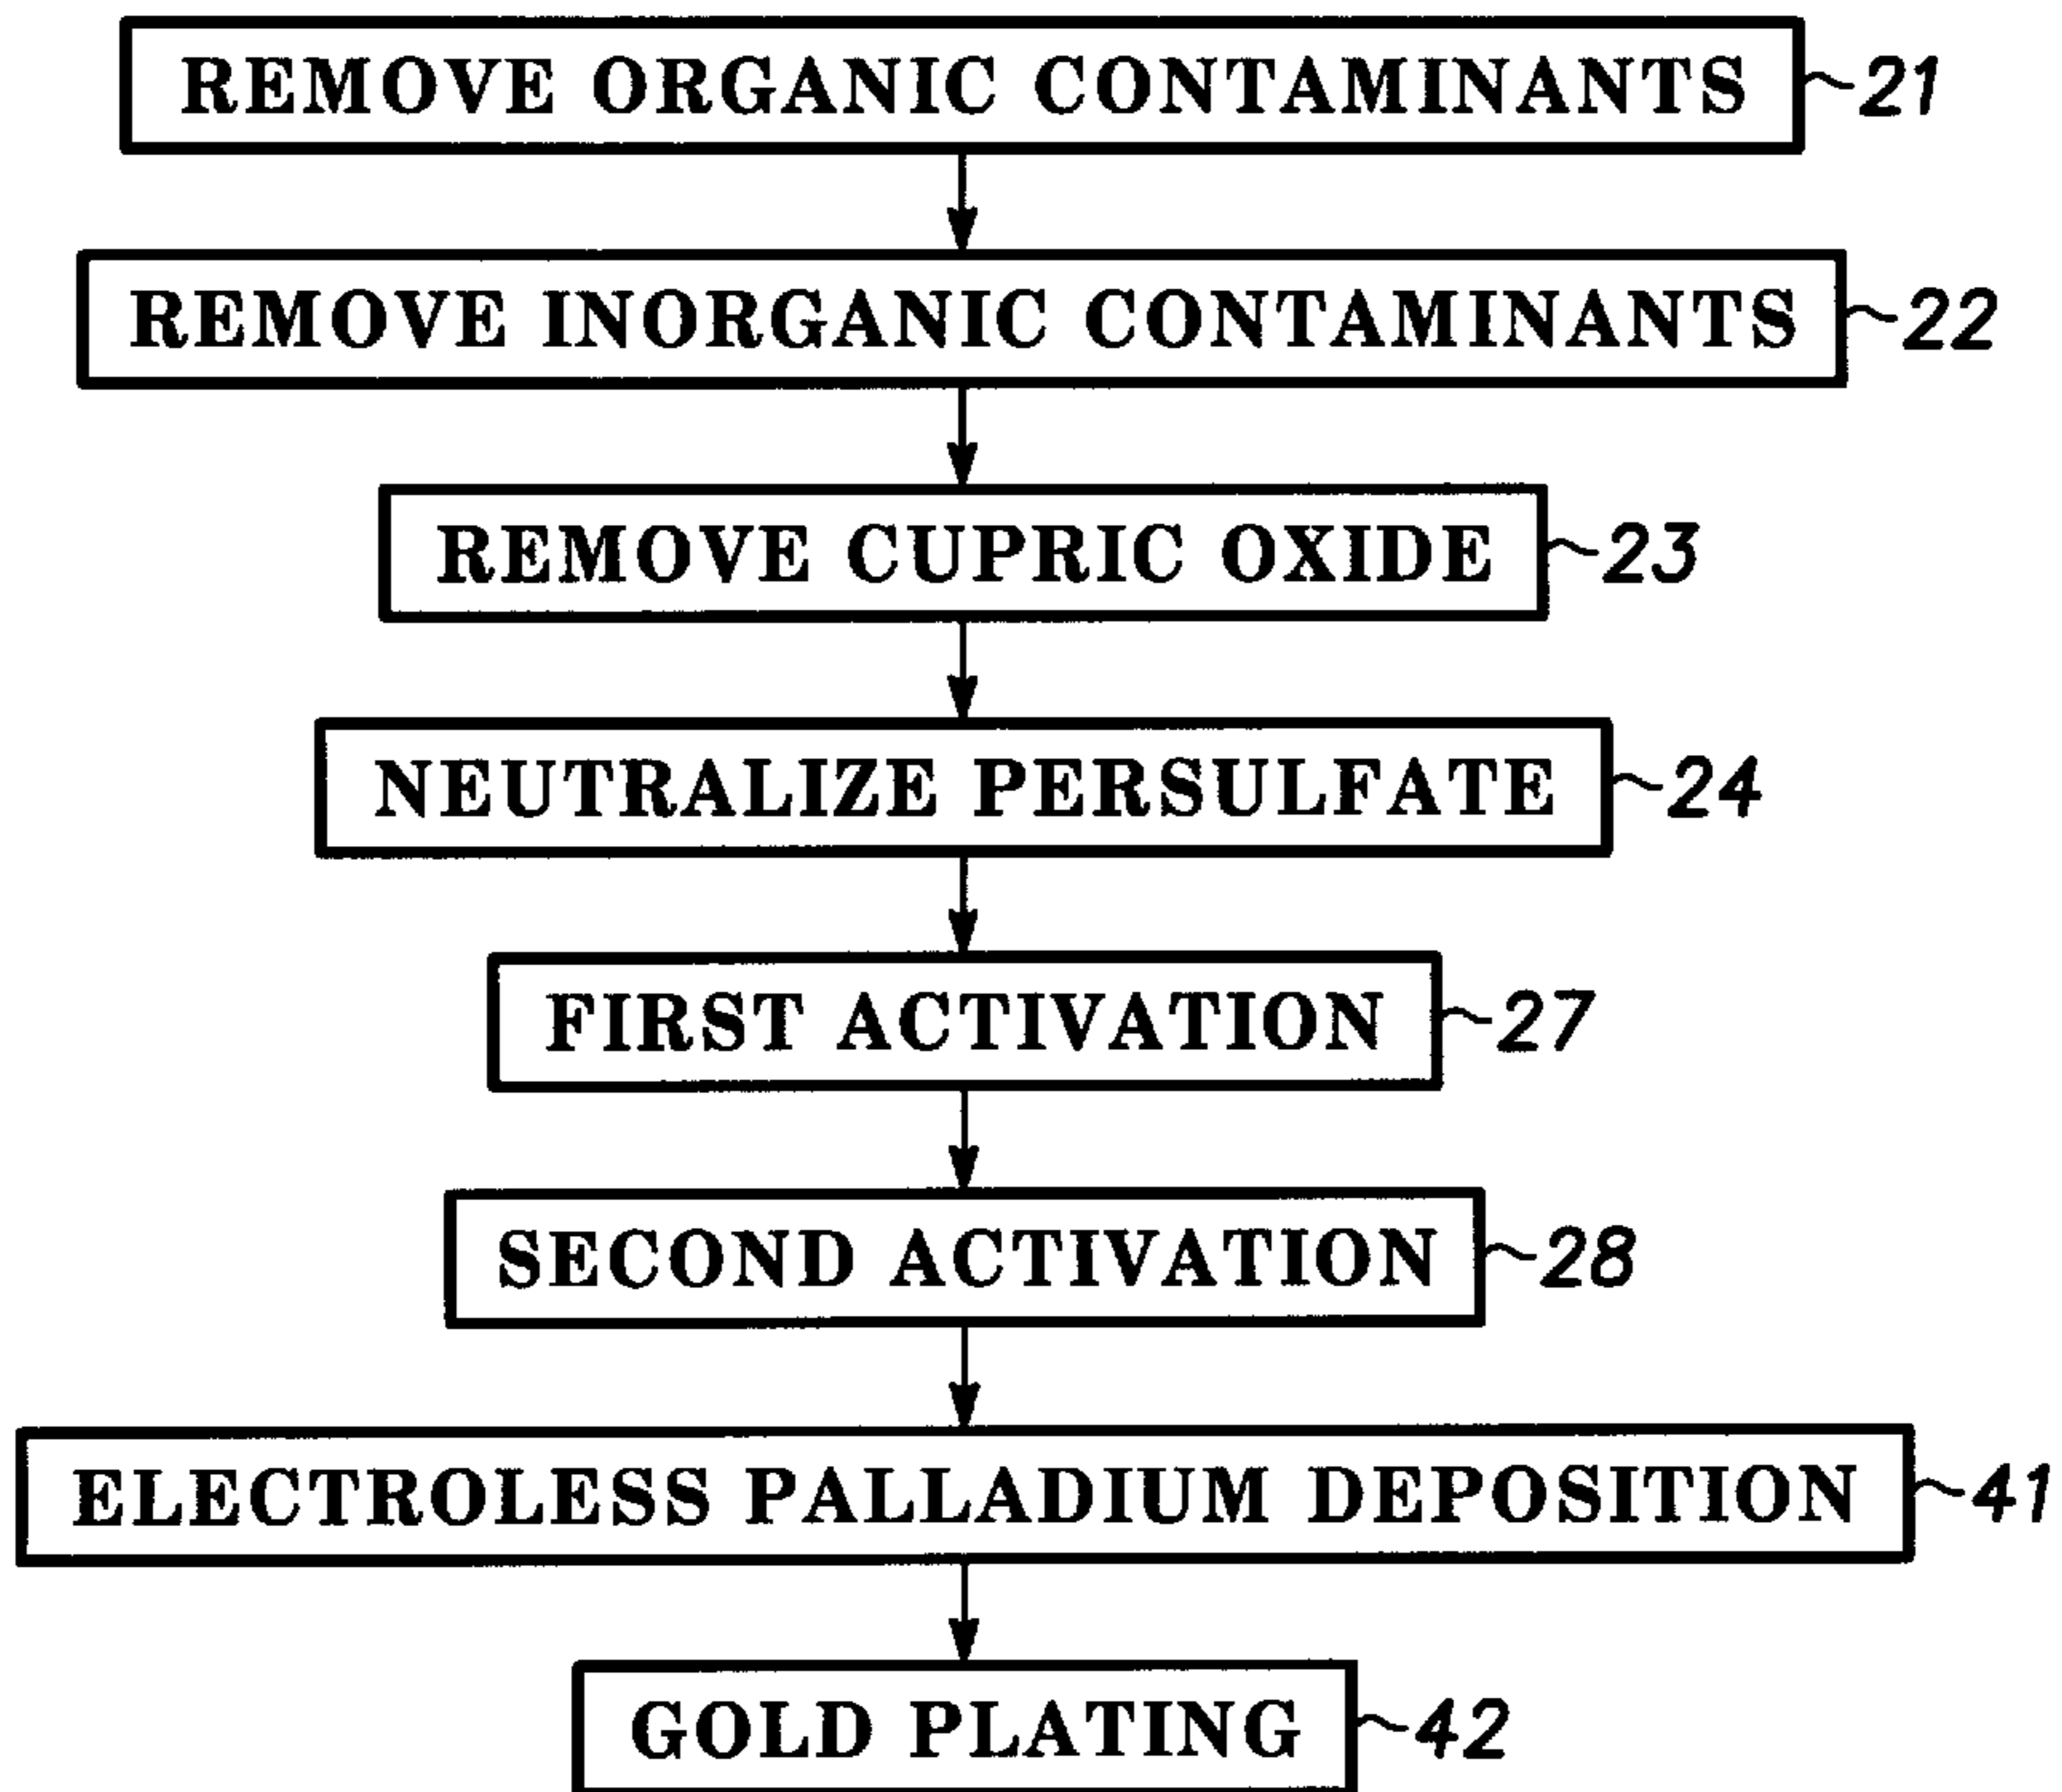 REMOVE ORGANIC CONTAMINANTS 21
REMOVE INORGANIC CONTAMINANTS 22
REMOVE CUPRIC OXIDE 23
NEUTRALIZE PERSULFATE 24
FIRST ACTIVATION 27
SECOND ACTIVATION 28
ELECTROLESS PALLADIUM DEPOSITION 41
GOLD PLATING 42